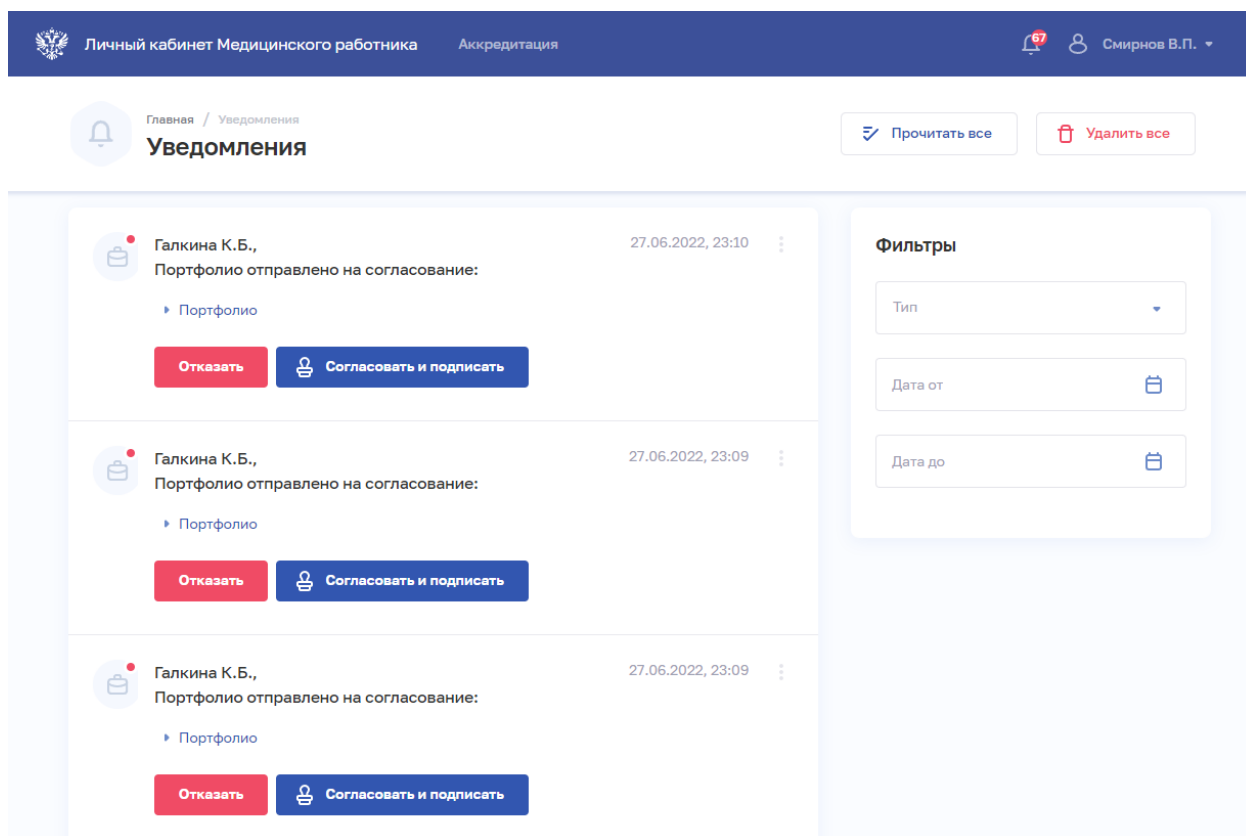 Личный кабинет Медицинского работника
Аккредитация
67
Смирнов В.П.
Главная / Уведомления
Уведомления
Прочитать все
Удалить все
Галкина К.Б.,
27.06.2022, 23:10
Портфолио отправлено на согласование:
Портфолио
Отказать
Согласовать и подписать
Галкина К.Б.,
27.06.2022, 23:09
Портфолио отправлено на согласование:
Портфолио
Отказать
Согласовать и подписать
Галкина К.Б.,
27.06.2022, 23:09
Портфолио отправлено на согласование:
Портфолио
Отказать
Согласовать и подписать
Фильтры
Тип
Дата от
Дата до